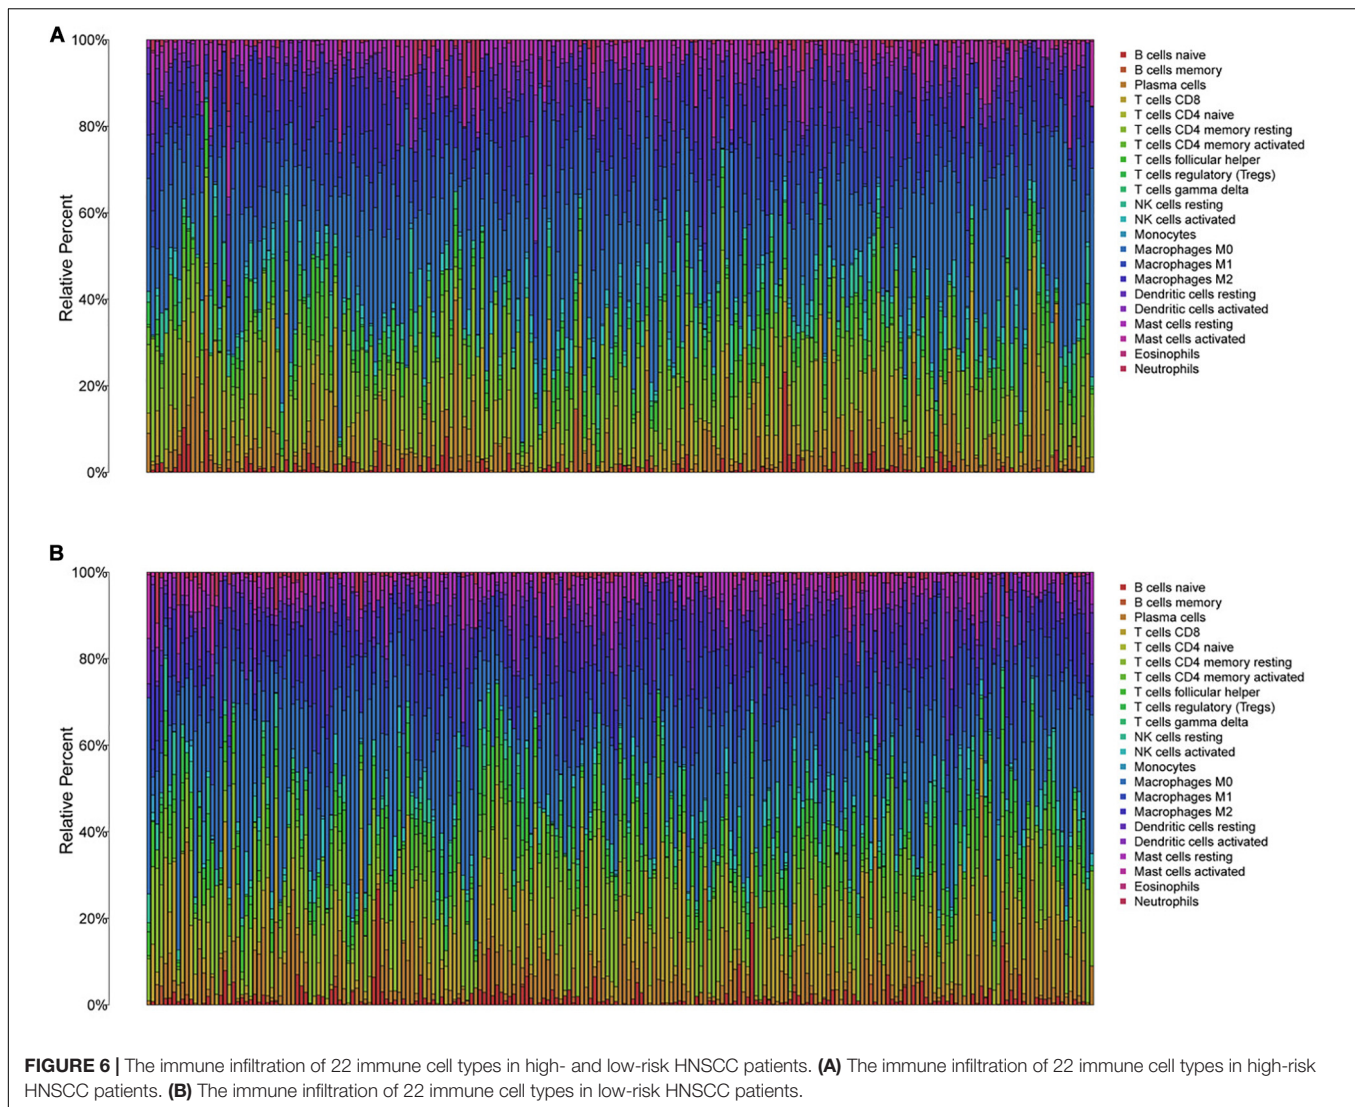 A
100%
80%
60%
40%
20%
0%
Relative Percent
B cells naive
B cells memory
Plasma cells
T cells CD8
T cells CD4 naive
T cells CD4 memory resting
T cells CD4 memory activated
T cells follicular helper
T cells regulatory (Tregs)
T cells gamma delta
NK cells resting
NK cells activated
Monocytes
Macrophages M0
Macrophages M1
Macrophages M2
Dendritic cells resting
Dendritic cells activated
Mast cells resting
Mast cells activated
Eosinophils
Neutrophils
B
100%
80%
60%
40%
20%
0%
Relative Percent
B cells naive
B cells memory
Plasma cells
T cells CD8
T cells CD4 naive
T cells CD4 memory resting
T cells CD4 memory activated
T cells follicular helper
T cells regulatory (Tregs)
T cells gamma delta
NK cells resting
NK cells activated
Monocytes
Macrophages M0
Macrophages M1
Macrophages M2
Dendritic cells resting
Dendritic cells activated
Mast cells resting
Mast cells activated
Eosinophils
Neutrophils
FIGURE 6 | The immune infiltration of 22 immune cell types in high- and low-risk HNSCC patients. (A) The immune infiltration of 22 immune cell types in high-risk
HNSCC patients. (B) The immune infiltration of 22 immune cell types in low-risk HNSCC patients.